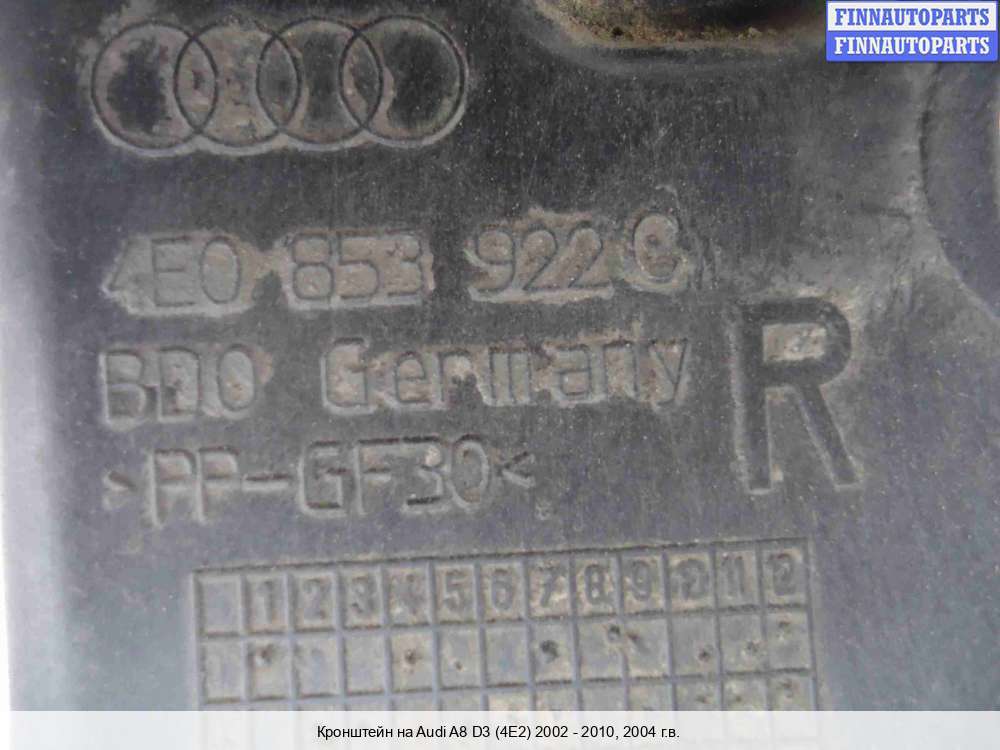 FINNAUTOPARTS
FINNAUTOPARTS
4E0 853 922 C
BDO Germany
R
>PP-GF30<
1 2 3 4 5 6 7 8 9 10 11 12
Кронштейн на Audi A8 D3 (4E2) 2002 - 2010, 2004 г.в.